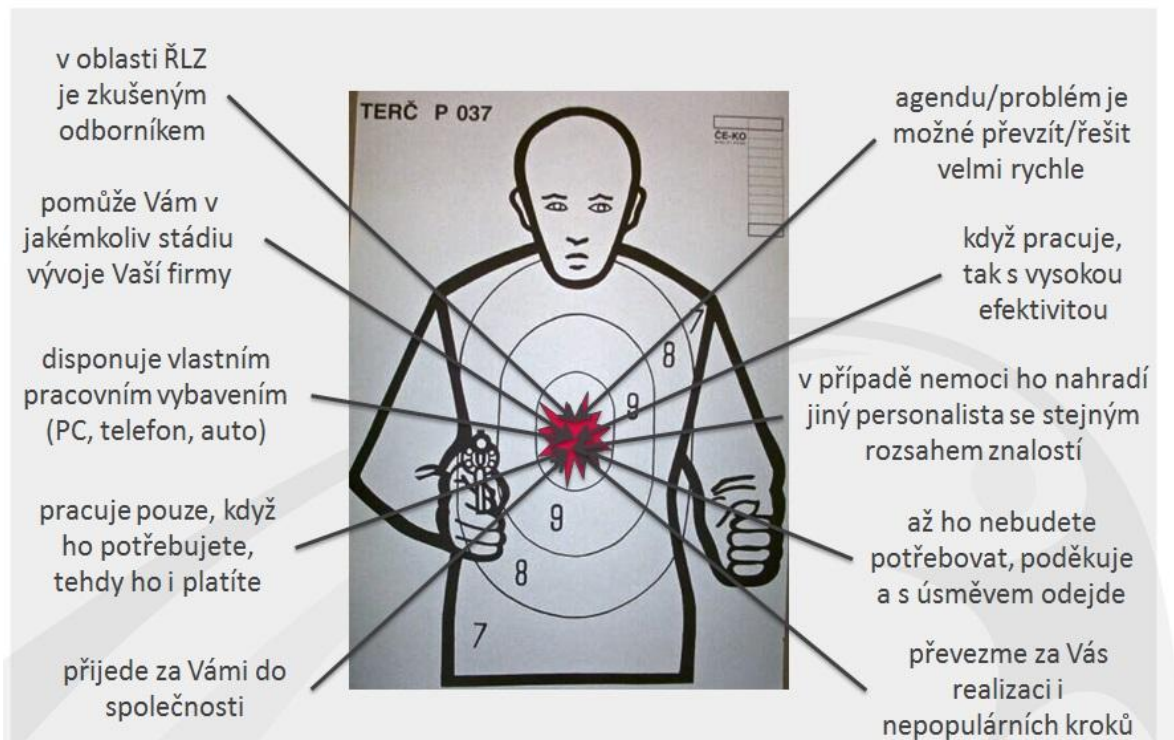 v oblasti ŘLZ
je zkušeným
odborníkem
pomůže Vám v
jakémkoliv stádiu
vývoje Vaší firmy
disponuje vlastním
pracovním vybavením
(PC, telefon, auto)
pracuje pouze, když
ho potřebujete,
tehdy ho i platíte
přijede za Vámi do
společnosti
TERČ P 037
ČE-KO
7
8
9
9
8
7
agendu/problém je
možné převzít/řešit
velmi rychle
když pracuje,
tak s vysokou
efektivitou
v případě nemoci ho nahradí
jiný personalista se stejným
rozsahem znalostí
až ho nebudete
potřebovat, poděkuje
a s úsměvem odejde
převezme za Vás
realizaci i
nepopulárních kroků